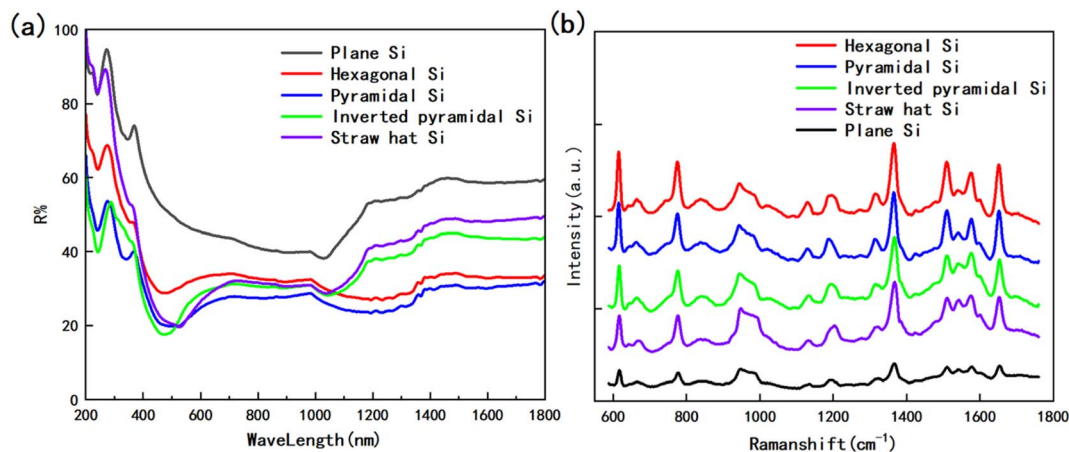 (a)
100
80
60
40
20
0
R%
Plane Si
Hexagonal Si
Pyramidal Si
Inverted pyramidal Si
Straw hat Si
200 400 600 800 1000 1200 1400 1600 1800
WaveLength(nm)
(b)
Hexagonal Si
Pyramidal Si
Inverted pyramidal Si
Straw hat Si
Plane Si
Intensity(a.u.)
600 800 1000 1200 1400 1600 1800
Ramanshift(cm⁻¹)